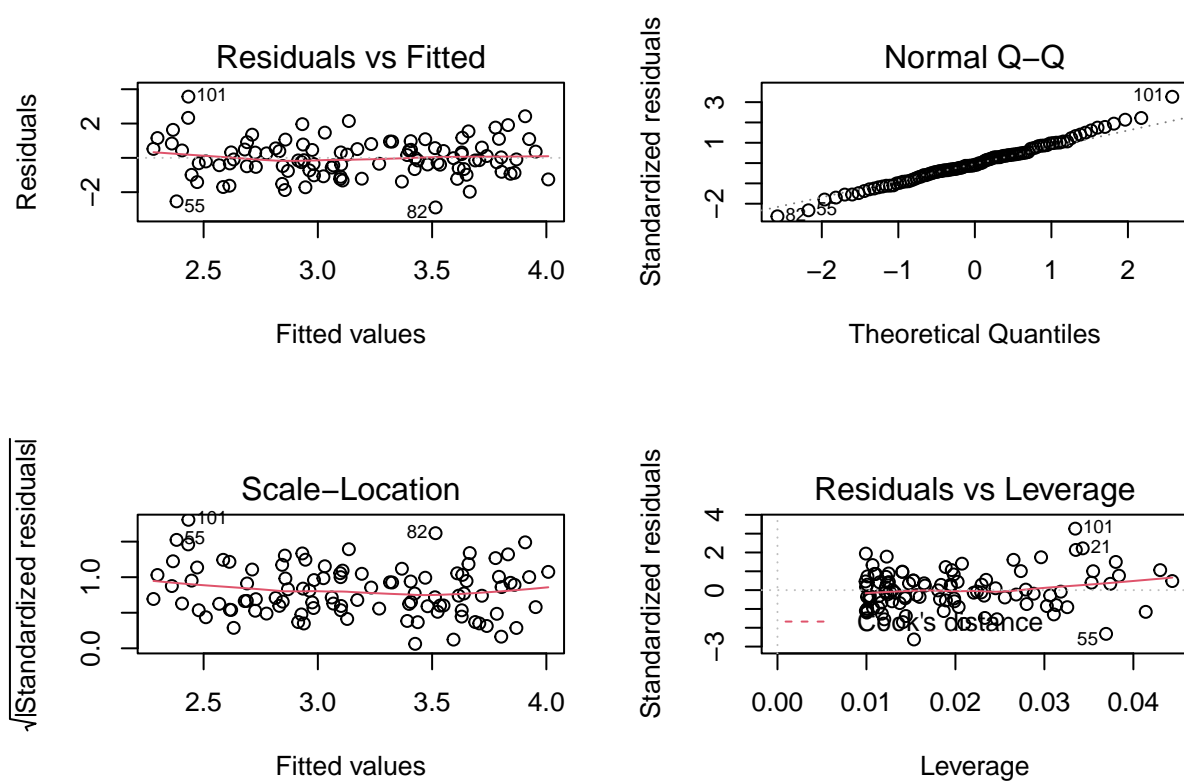 Residuals vs Fitted
Residuals
2
−2
101
55
82
2.5 3.0 3.5 4.0
Fitted values
Normal Q−Q
Standardized residuals
3
1
−2
101
82
55
−2 −1 0 1 2
Theoretical Quantiles
Scale−Location
√|Standardized residuals|
1.0
0.0
101
55
82
2.5 3.0 3.5 4.0
Fitted values
Residuals vs Leverage
Standardized residuals
4
2
0
−3
101
21
55
Cook's distance
0.00 0.01 0.02 0.03 0.04
Leverage